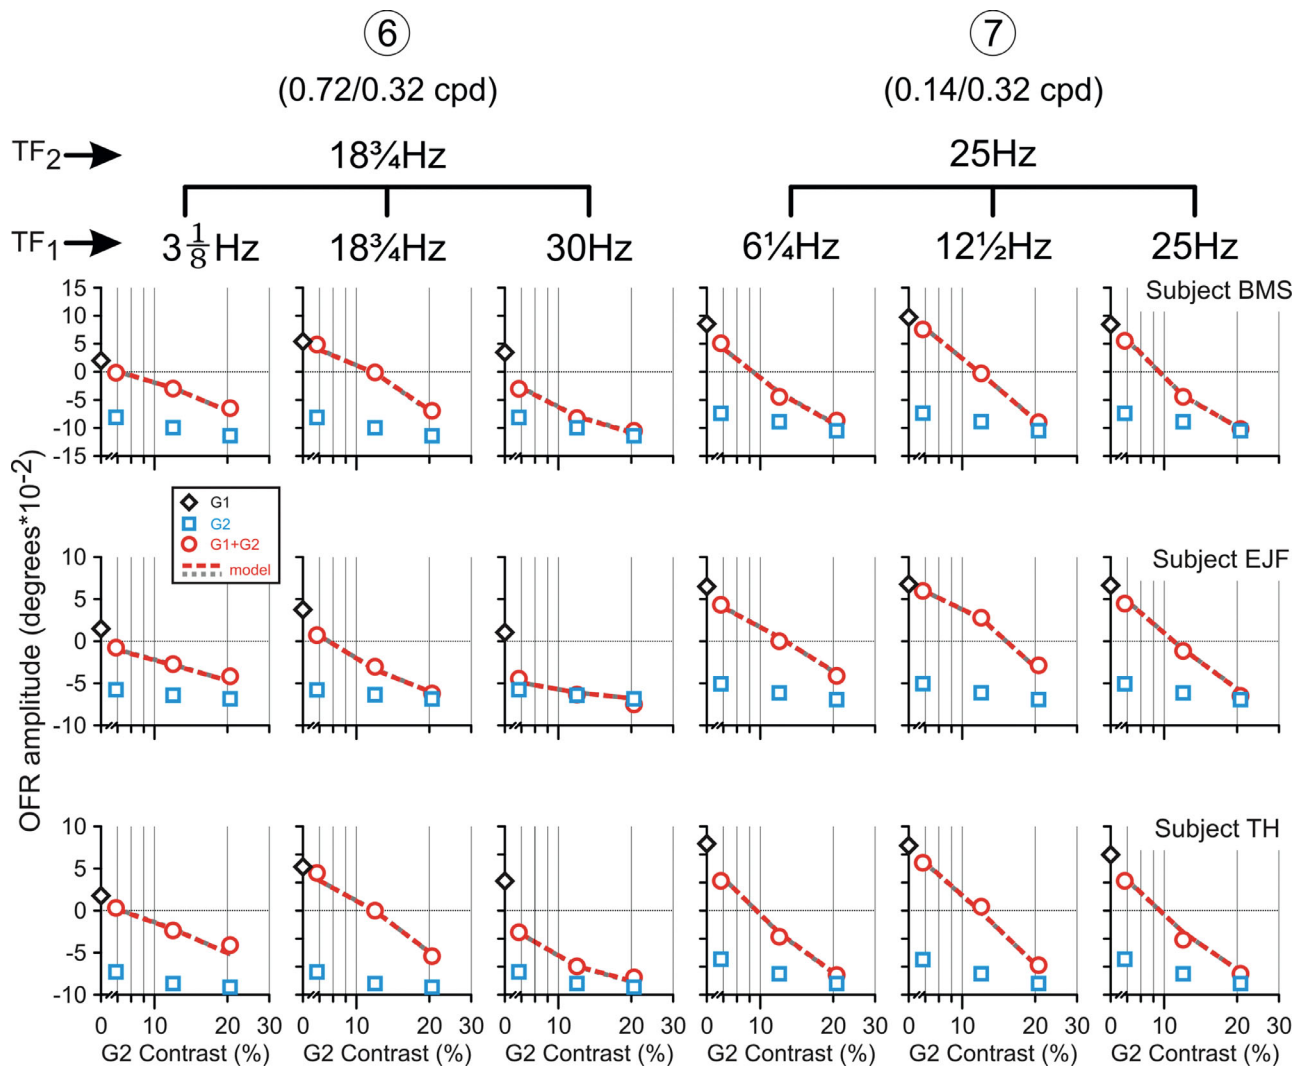 6 7
(0.72/0.32 cpd) (0.14/0.32 cpd)
TF2 18¾Hz 25Hz
TF1 3 1/8 Hz 18¾Hz 30Hz 6¼Hz 12½Hz 25Hz
Subject BMS
15
10
5
0
-5
-10
-15
OFR amplitude (degrees*10-2)
G1
G2
G1+G2
model
Subject EJF
10
5
0
-5
-10
Subject TH
10
5
0
-5
-10
0 10 20 30 0 10 20 30 0 10 20 30 0 10 20 30 0 10 20 30 0 10 20 30
G2 Contrast (%) G2 Contrast (%) G2 Contrast (%) G2 Contrast (%) G2 Contrast (%) G2 Contrast (%)